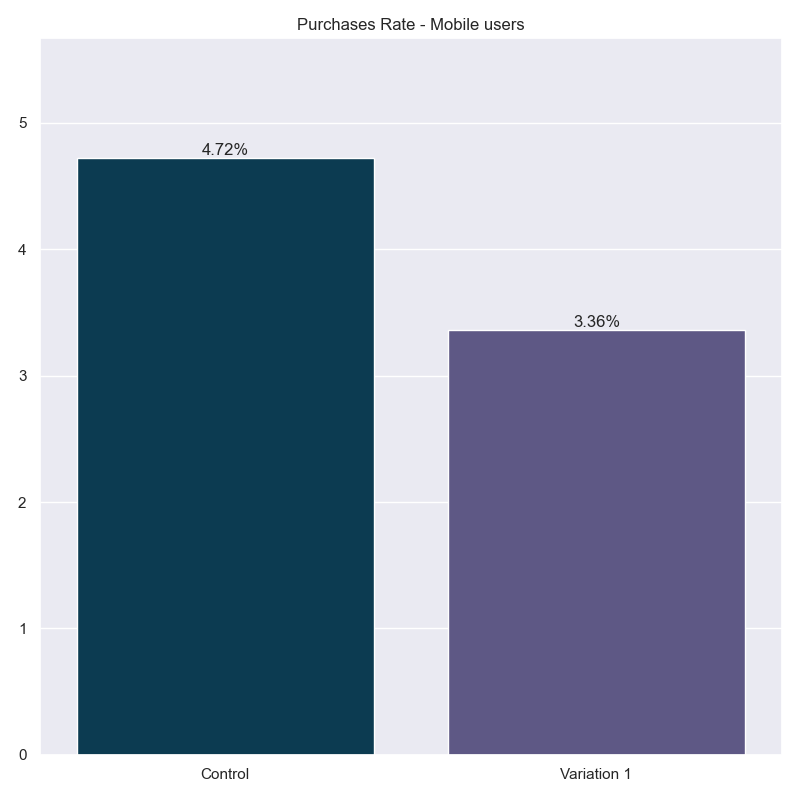 Purchases Rate - Mobile users
5
4.72%
4
3.36%
3
2
1
0
Control
Variation 1